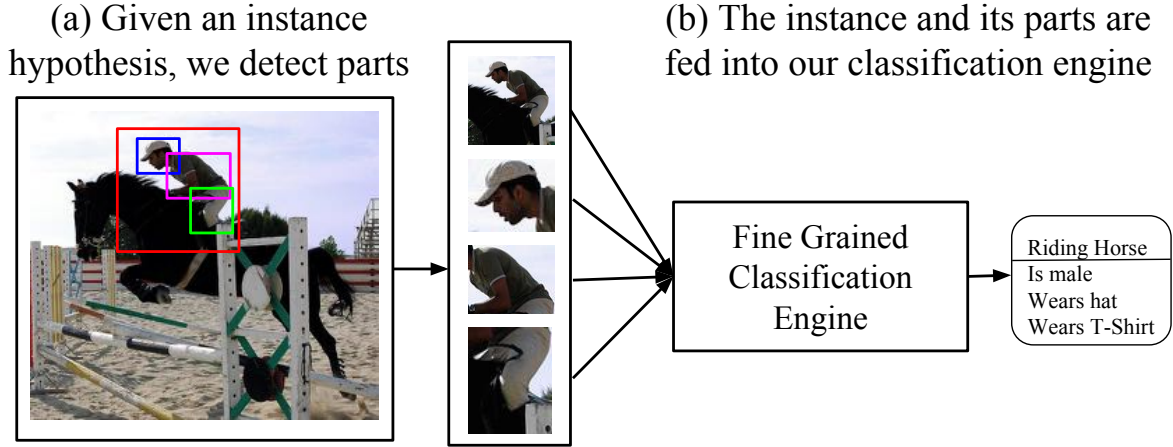 (a) Given an instance
hypothesis, we detect parts
(b) The instance and its parts are
fed into our classification engine
Fine Grained
Classification
Engine
Riding Horse
Is male
Wears hat
Wears T-Shirt